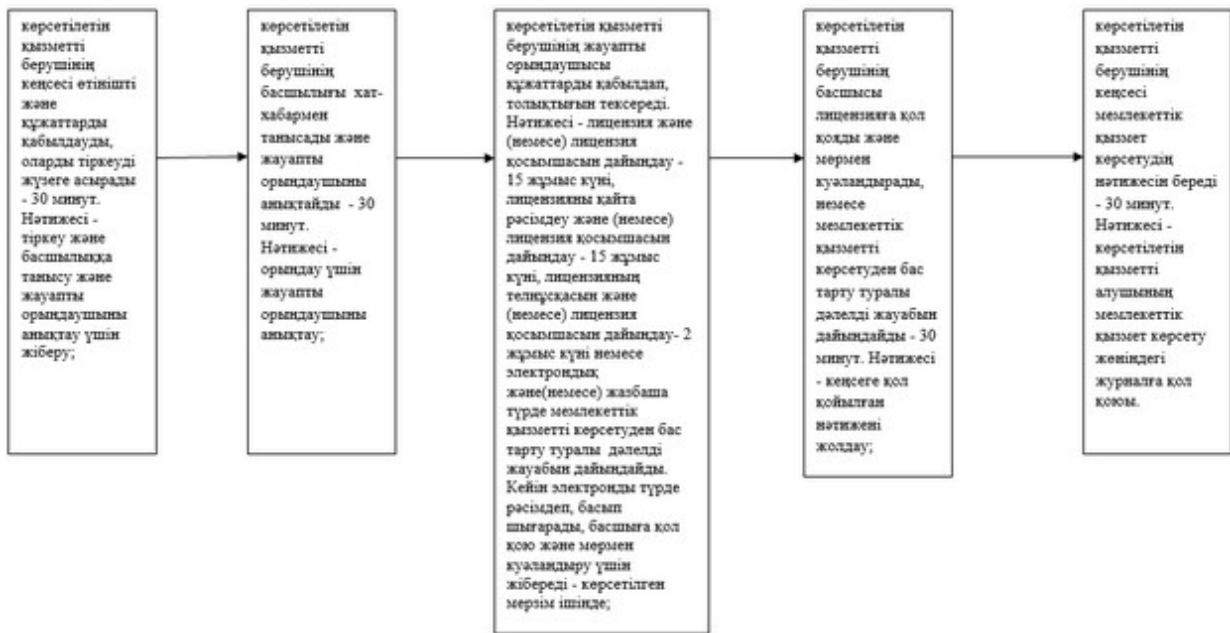 көрсетілетін
қызметті
берушінің
кеңсесі өтінішті
және
құжаттарды
қабылдауды,
оларды тіркеуді
жүзеге асырады
- 30 минут.
Нәтижесі -
тіркеу және
басшылыққа
танысу және
жауапты
орындаушыны
анықтау үшін
жіберу;
көрсетілетін
қызметті
берушінің
басшылығы хат-
хабармен
танысады және
жауапты
орындаушыны
анықтайды - 30
минут.
Нәтижесі -
орындау үшін
жауапты
орындаушыны
анықтау;
көрсетілетін қызметті
берушінің жауапты
орындаушысы
құжаттарды қабылдап,
толықтығын тексереді.
Нәтижесі - лицензия және
(немесе) лицензия
қосымшасын дайындау -
15 жұмыс күні,
лицензияны қайта
рәсімдеу және (немесе)
лицензия қосымшасын
дайындау - 15 жұмыс
күні, лицензияның
телнұсқасын және
(немесе) лицензия
қосымшасын дайындау- 2
жұмыс күні немесе
электрондық
және(немесе) жазбаша
түрде мемлекеттік
қызметті көрсетуден бас
тарту туралы дәлелді
жауабын дайындайды.
Кейін электронды түрде
рәсімдеп, басып
шығарады, басшыға қол
қою және мөрмен
куәландыру үшін
жібереді - көрсетілген
мерзім ішінде;
көрсетілетін
қызметті
берушінің
басшысы
лицензияға қол
қояды және
мөрмен
куәландырады,
немесе
мемлекеттік
қызметті
көрсетуден бас
тарту туралы
дәлелді жауабын
дайындайды - 30
минут. Нәтижесі
- кеңсеге қол
қойылған
нәтижені
жолдау;
көрсетілетін
қызметті
берушінің
кеңсесі
мемлекеттік
қызмет
көрсетудің
нәтижесін береді
- 30 минут.
Нәтижесі -
көрсетілетін
қызметті
алушының
мемлекеттік
қызмет көрсету
жөніндегі
журналға қол
қоюы.